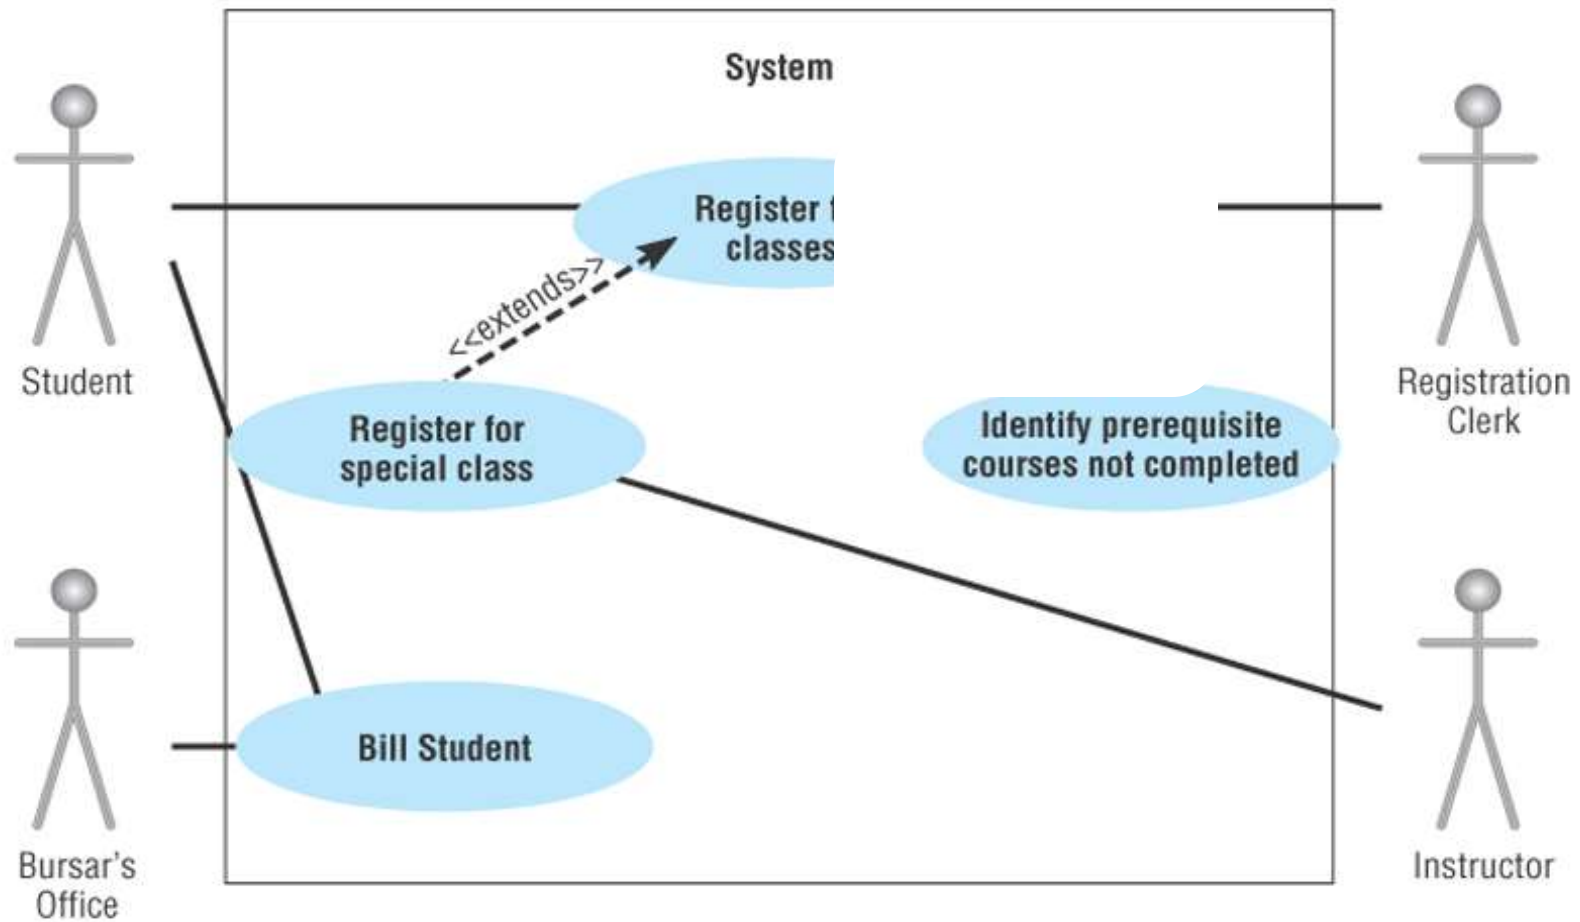 System
Register
classes
<<extends>>
Student
Registration
Clerk
Register for
special class
Identify prerequisite
courses not completed
Bill Student
Bursar's
Office
Instructor